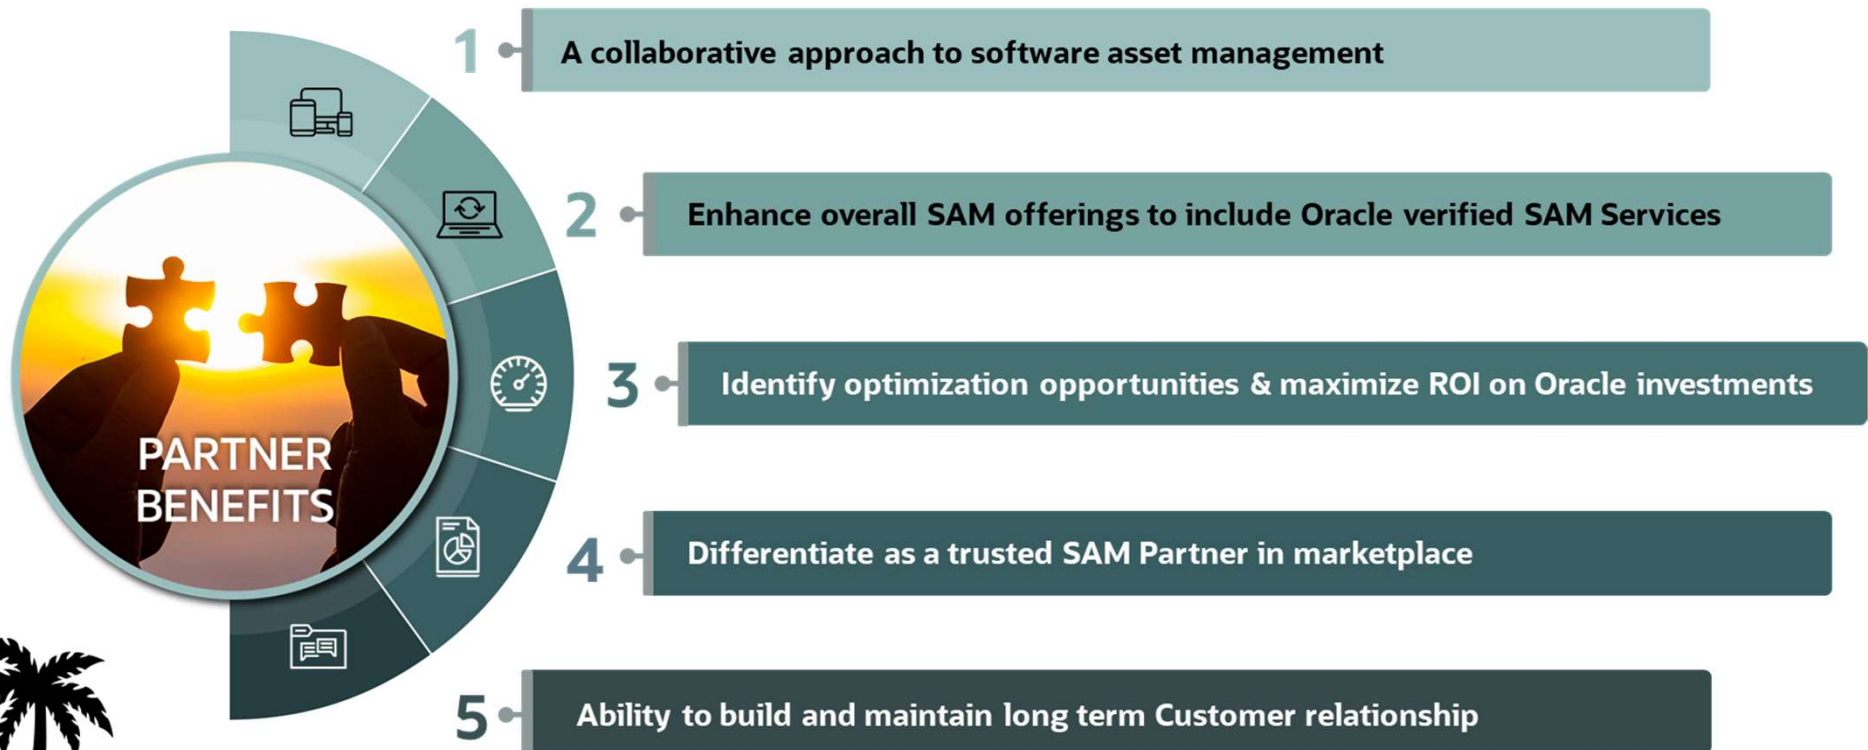 PARTNER
BENEFITS
1
A collaborative approach to software asset management
2
Enhance overall SAM offerings to include Oracle verified SAM Services
3
Identify optimization opportunities & maximize ROI on Oracle investments
4
Differentiate as a trusted SAM Partner in marketplace
5
Ability to build and maintain long term Customer relationship